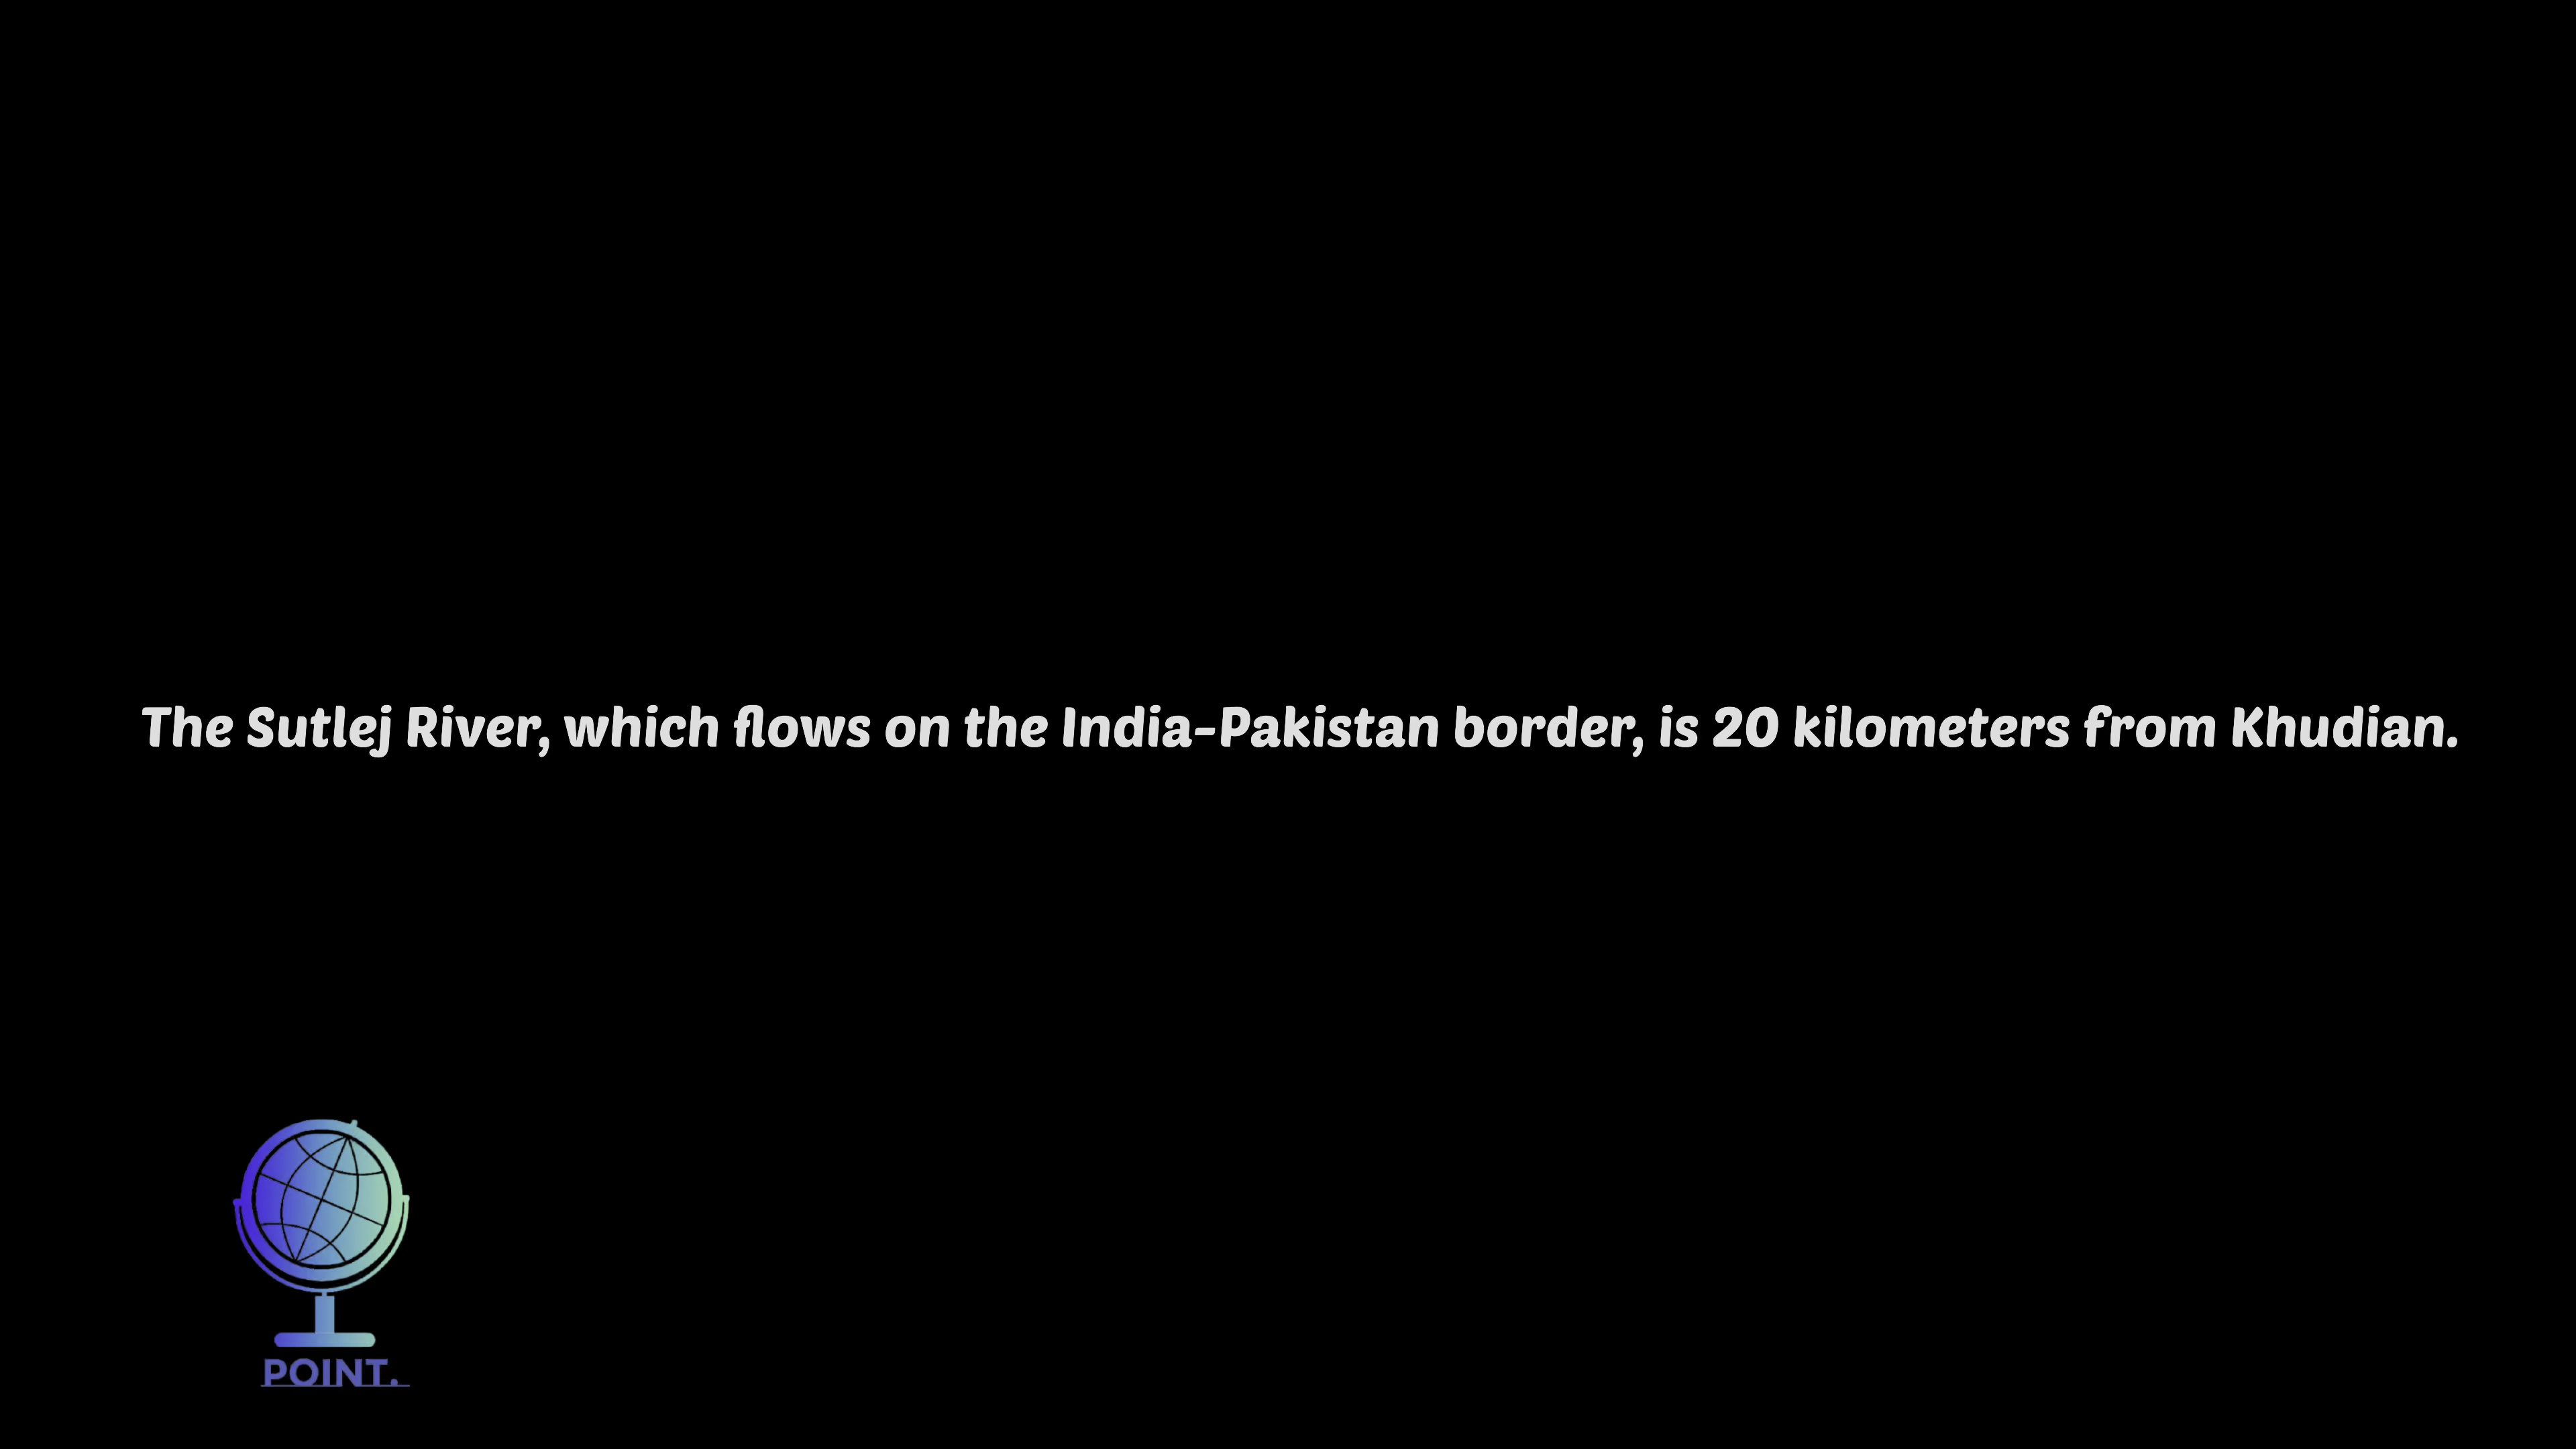 The Sutlej River, which flows on the India-Pakistan border, is 20 kilometers from Khudian.
POINT.